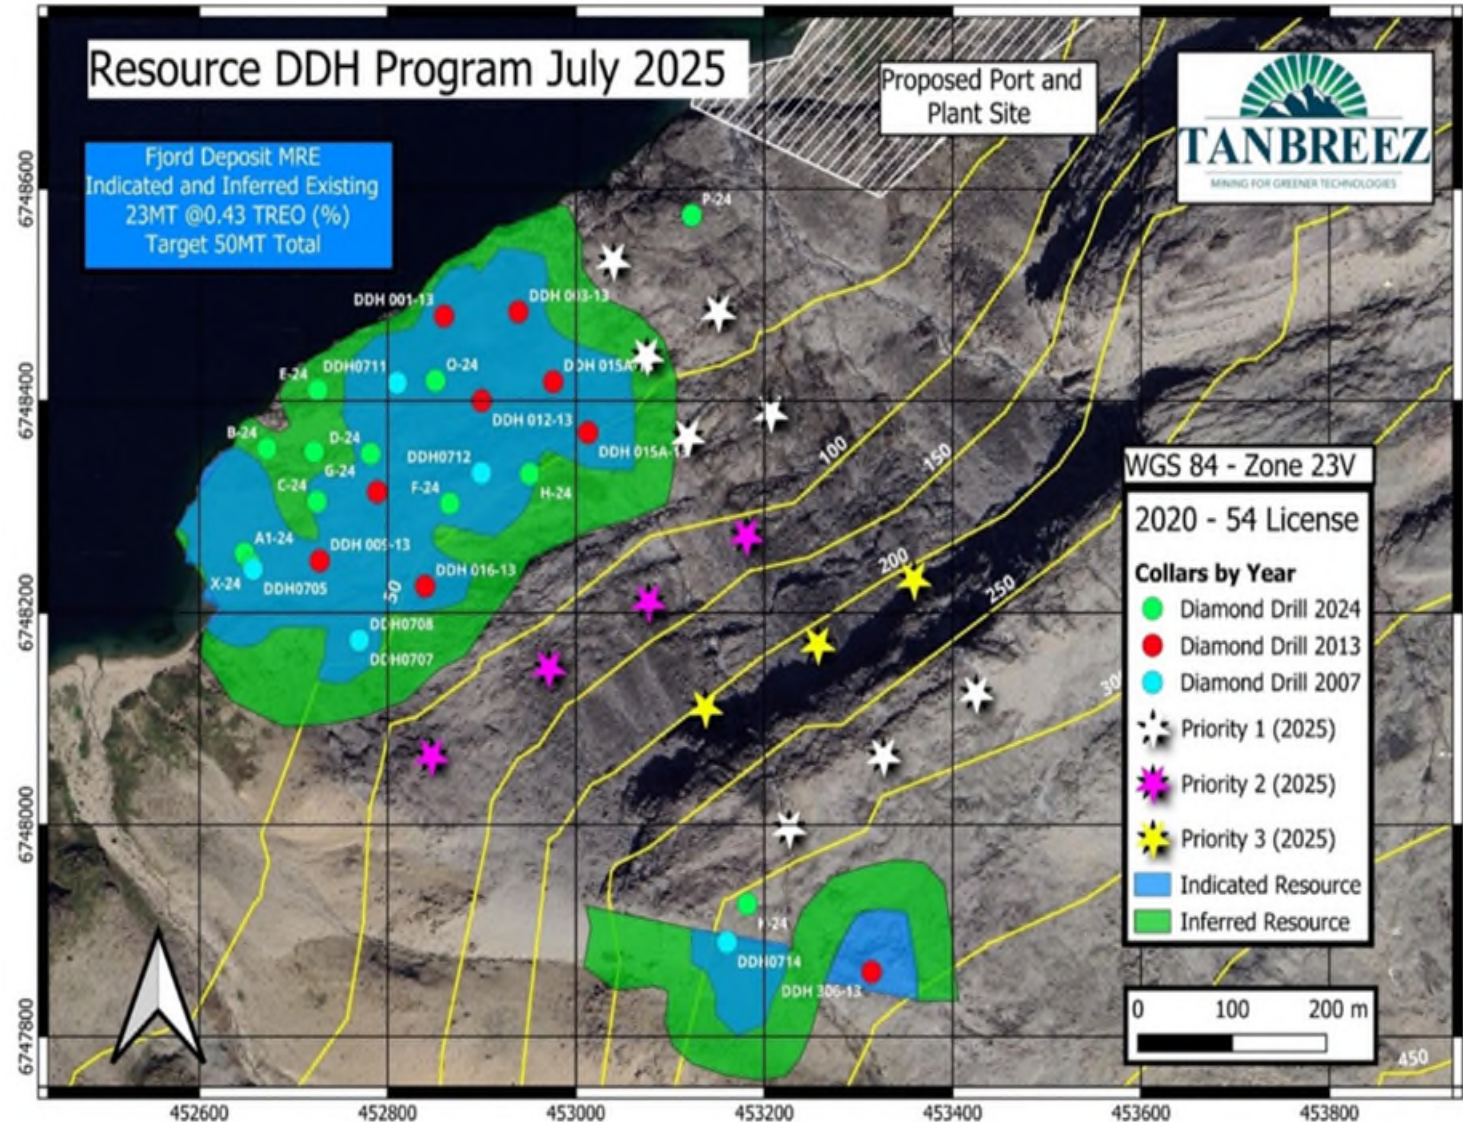 Resource DDH Program July 2025
Proposed Port and
Plant Site
TANBREEZ
MINING FOR GREENER TECHNOLOGIES
Fjord Deposit MRE
Indicated and Inferred Existing
23MT @0.43 TREO (%)
Target 50MT Total
6748600
6748400
6748200
6748000
6747800
P-24
DDH 001-13
DDH 003-13
E-24
DDH0711
O-24
DDH 015A
DDH 012-13
B-24
D-24
G-24
DDH0712
DDH 015A-13
C-24
F-24
H-24
A1-24
DDH 009-13
X-24
DDH0705
DDH 016-13
50
DDH0708
DDH0707
100
150
200
250
300
450
DDH0714
DDH 306-13
WGS 84 - Zone 23V
2020 - 54 License
Collars by Year
Diamond Drill 2024
Diamond Drill 2013
Diamond Drill 2007
Priority 1 (2025)
Priority 2 (2025)
Priority 3 (2025)
Indicated Resource
Inferred Resource
0 100 200 m
452600 452800 453000 453200 453400 453600 453800